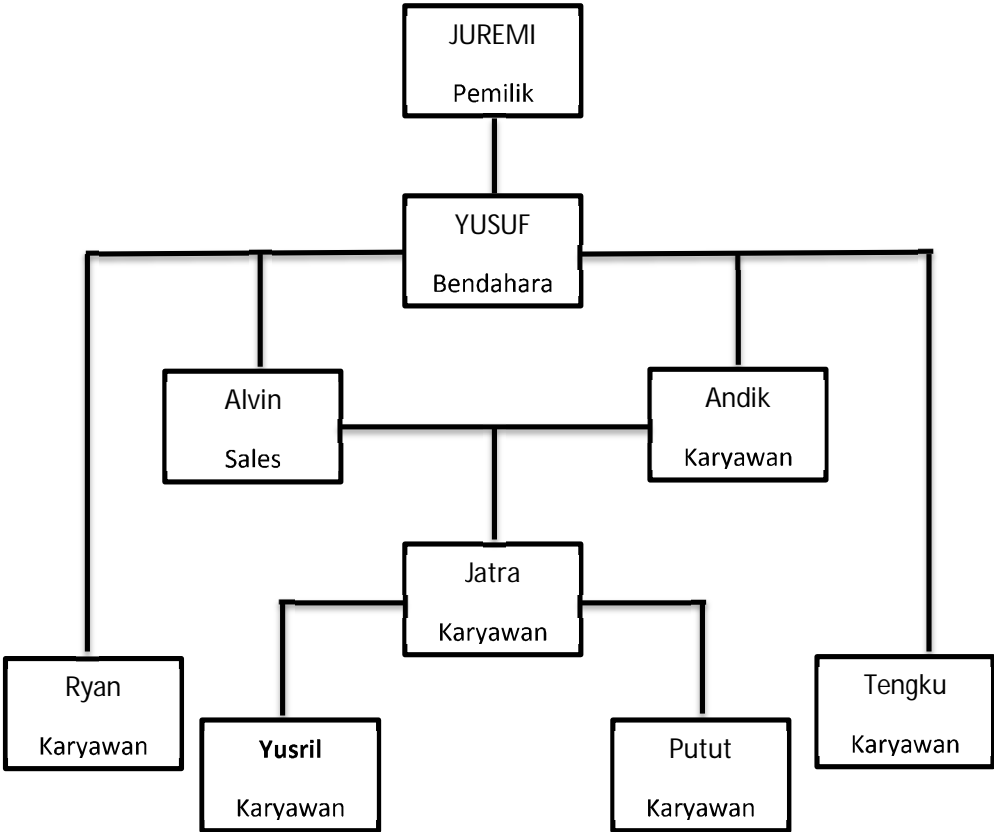 JUREMI
Pemilik
YUSUF
Bendahara
Alvin
Sales
Andik
Karyawan
Jatra
Karyawan
Ryan
Karyawan
Yusril
Karyawan
Putut
Karyawan
Tengku
Karyawan